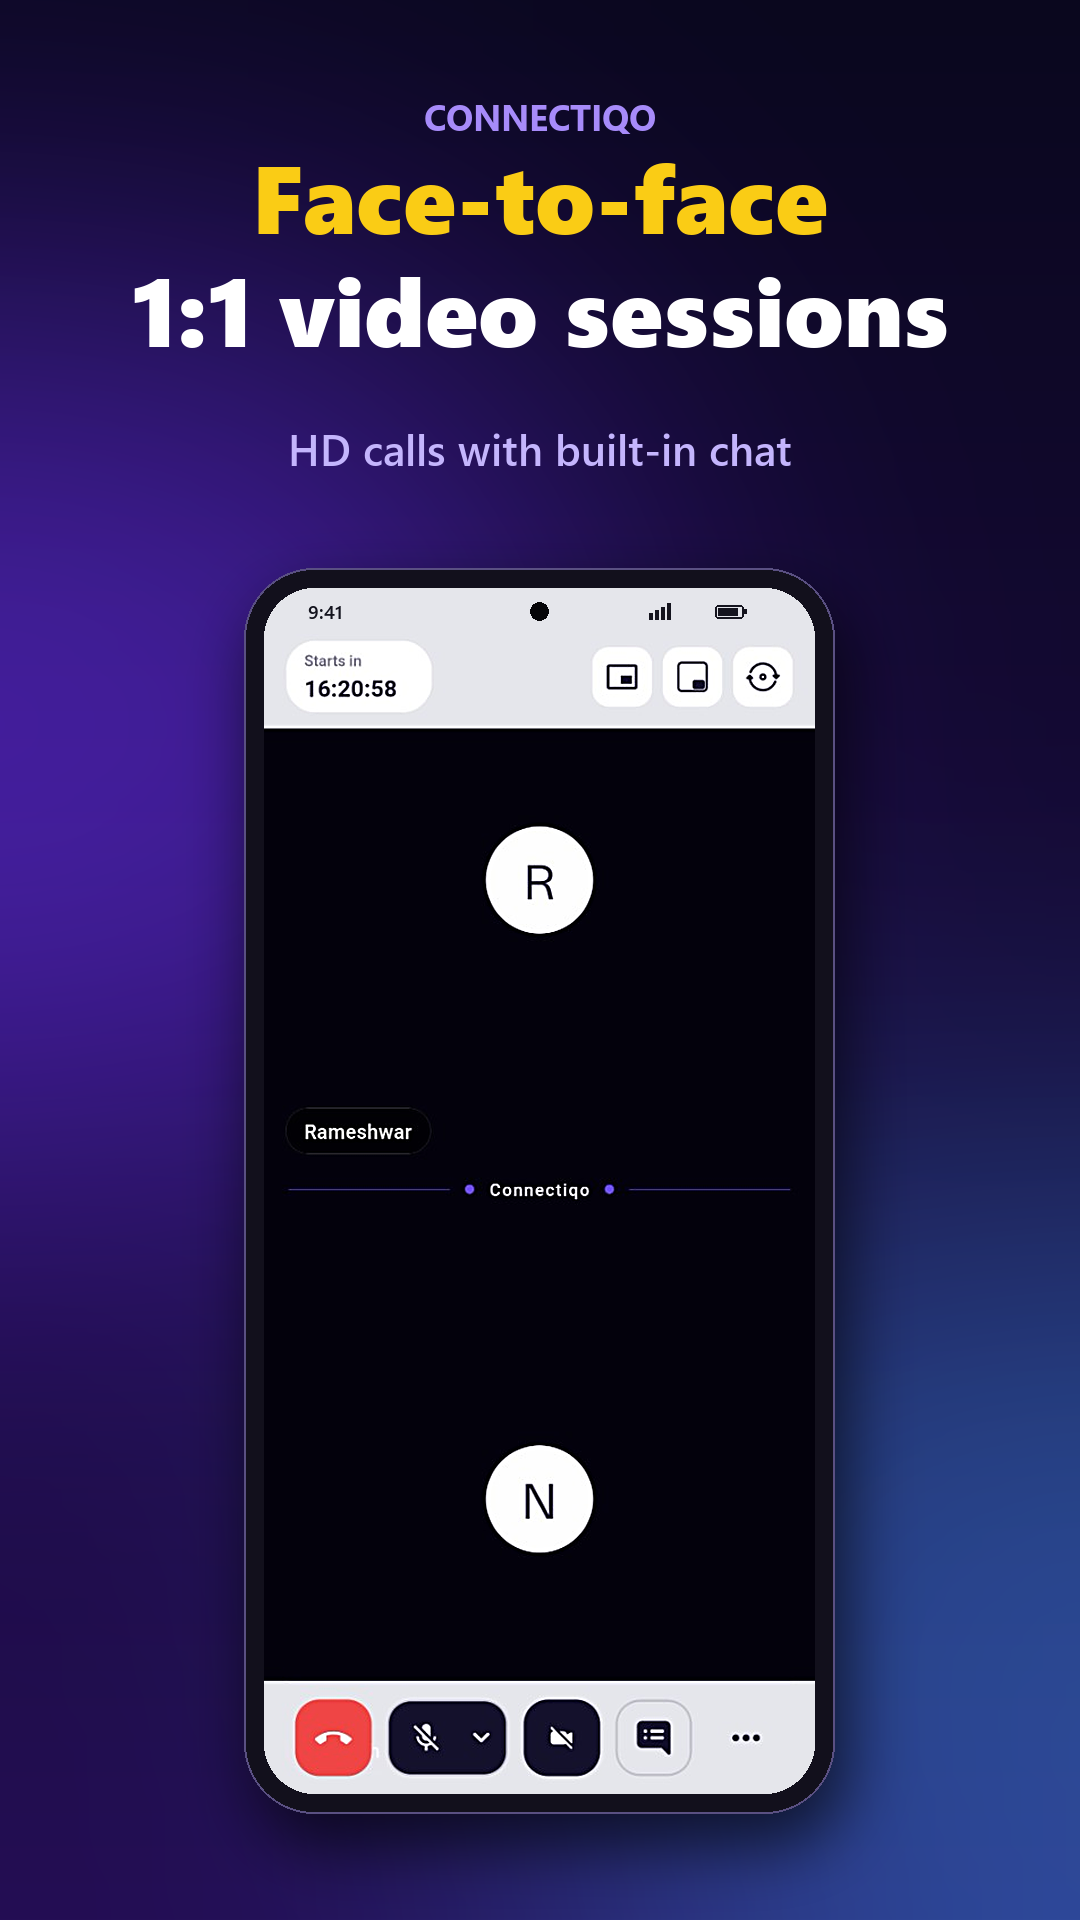 CONNECTIQO
Face-to-face
1:1 video sessions
HD calls with built-in chat
9:41
Starts in
16:20:58
R
Rameshwar
Connectiqo
N